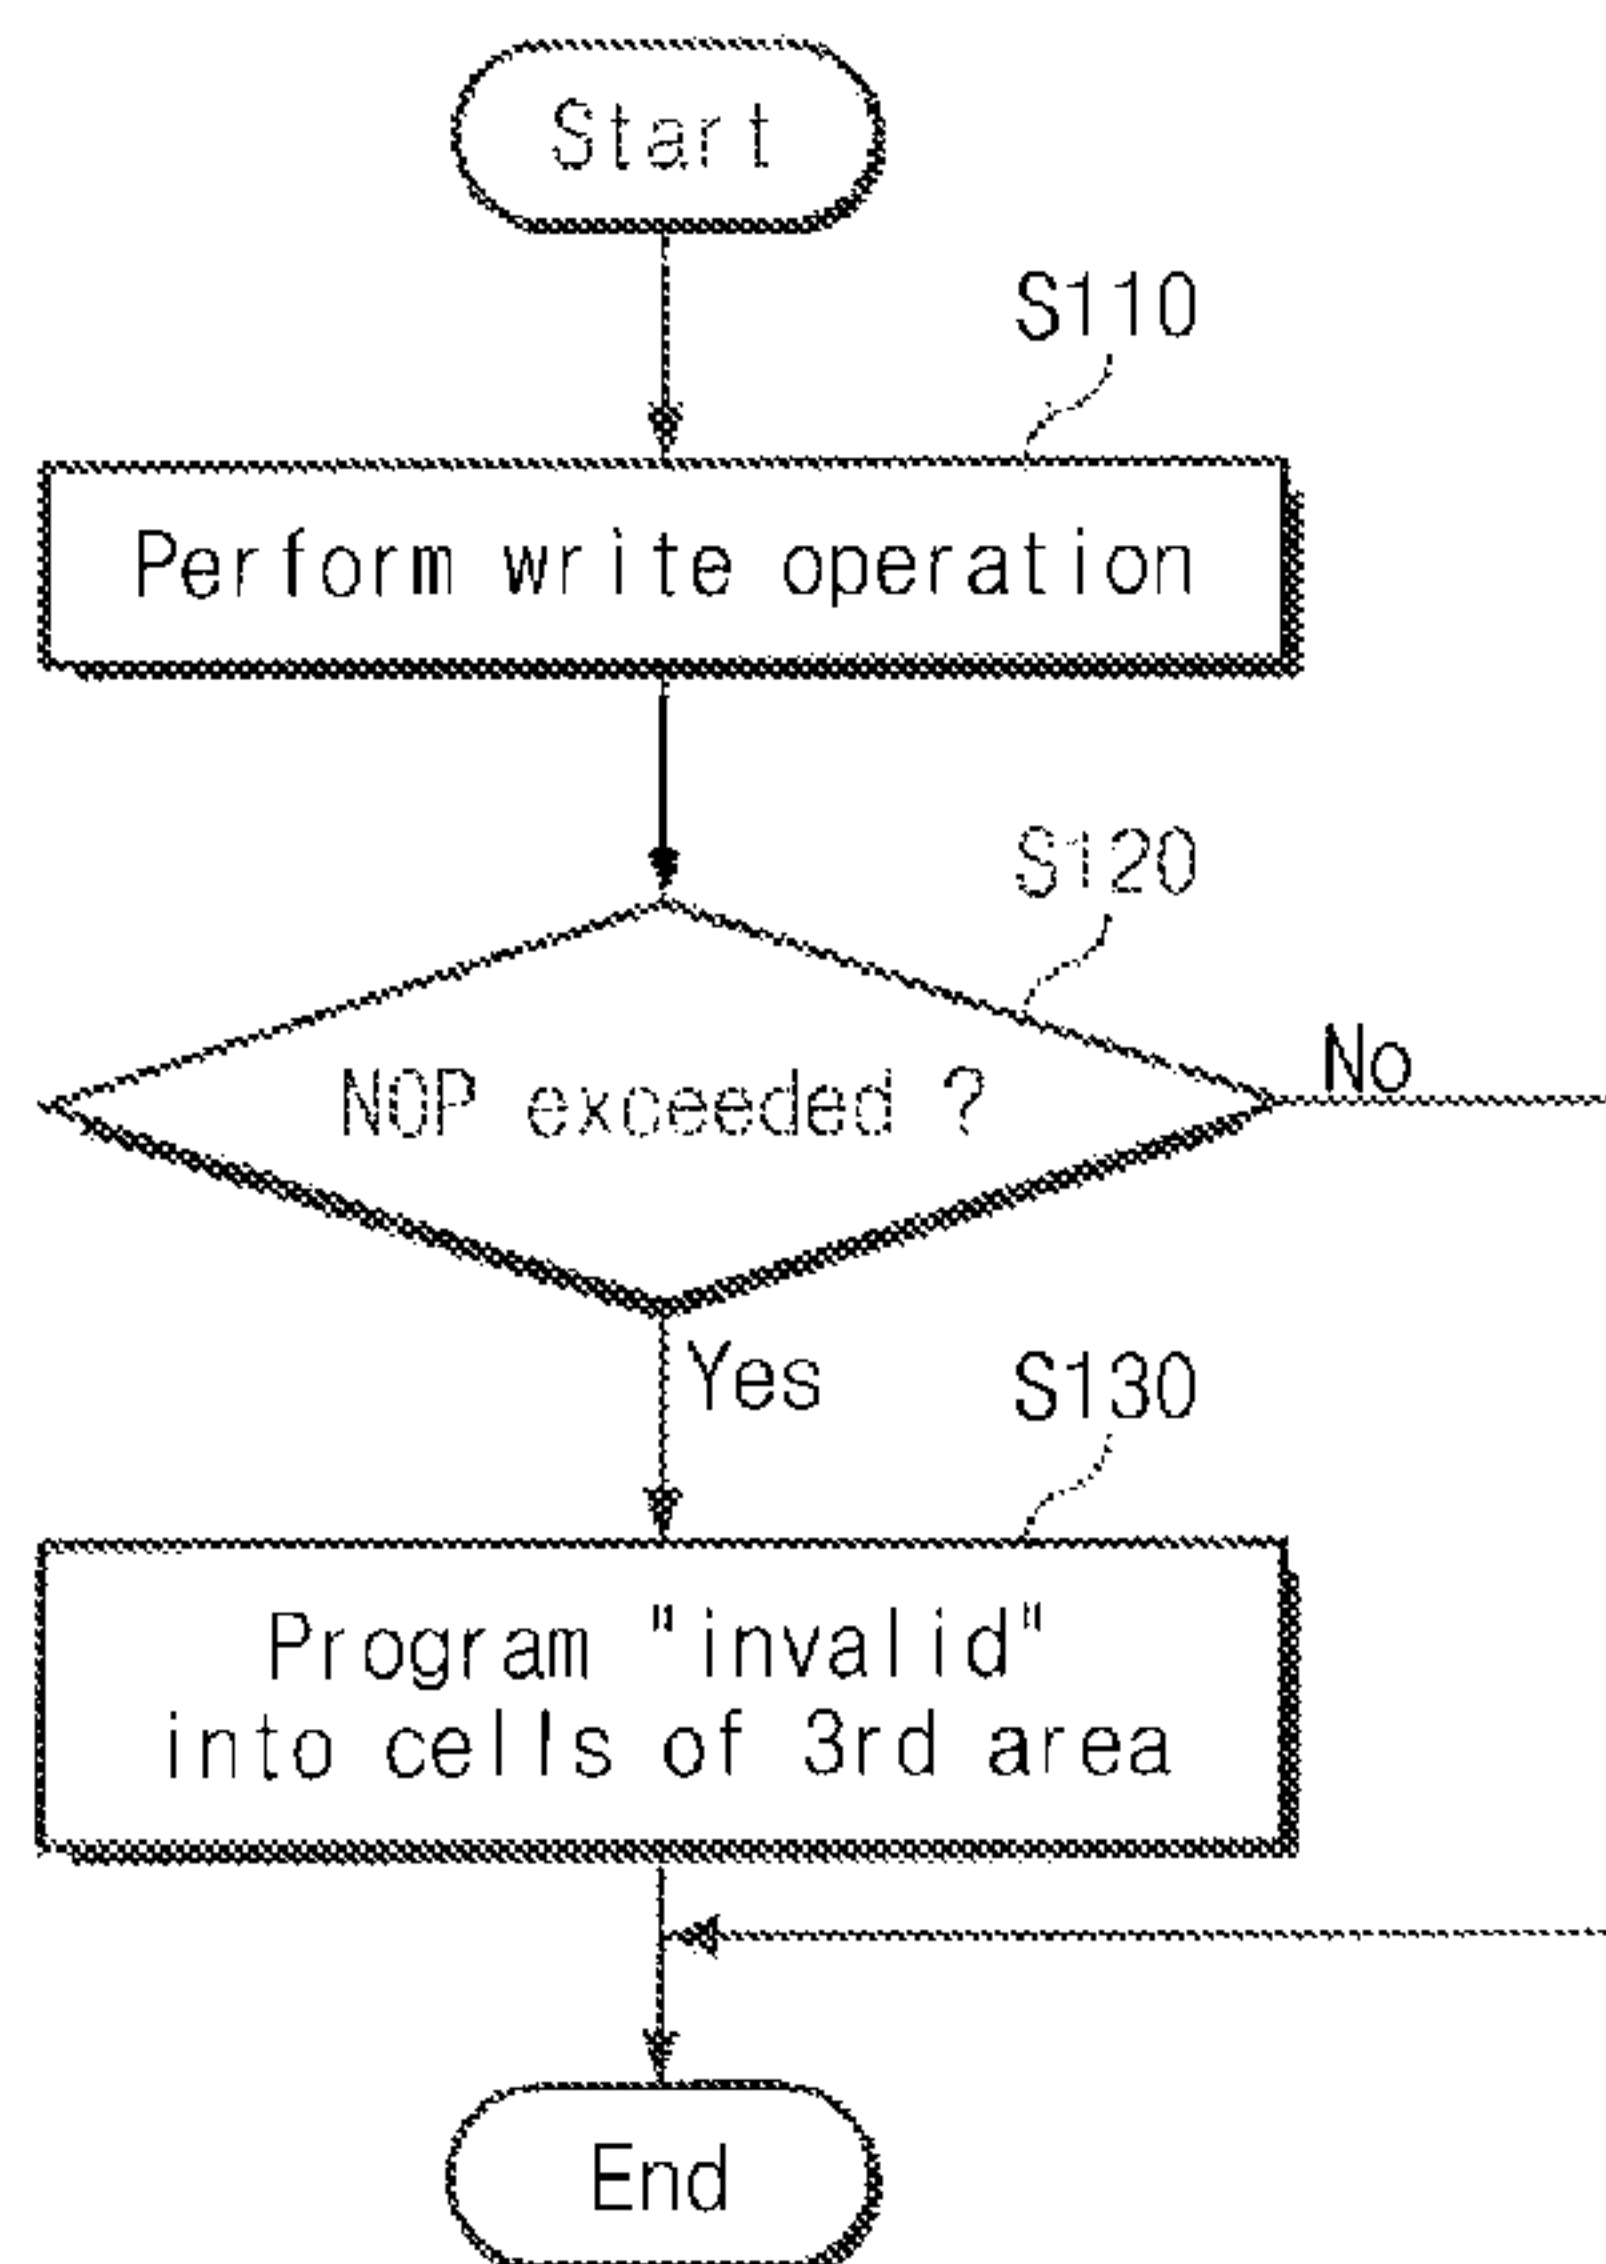 Start
S110
Perform write operation
S120
NOP exceeded ?
No
Yes
S130
Program "invalid"
into cells of 3rd area
End